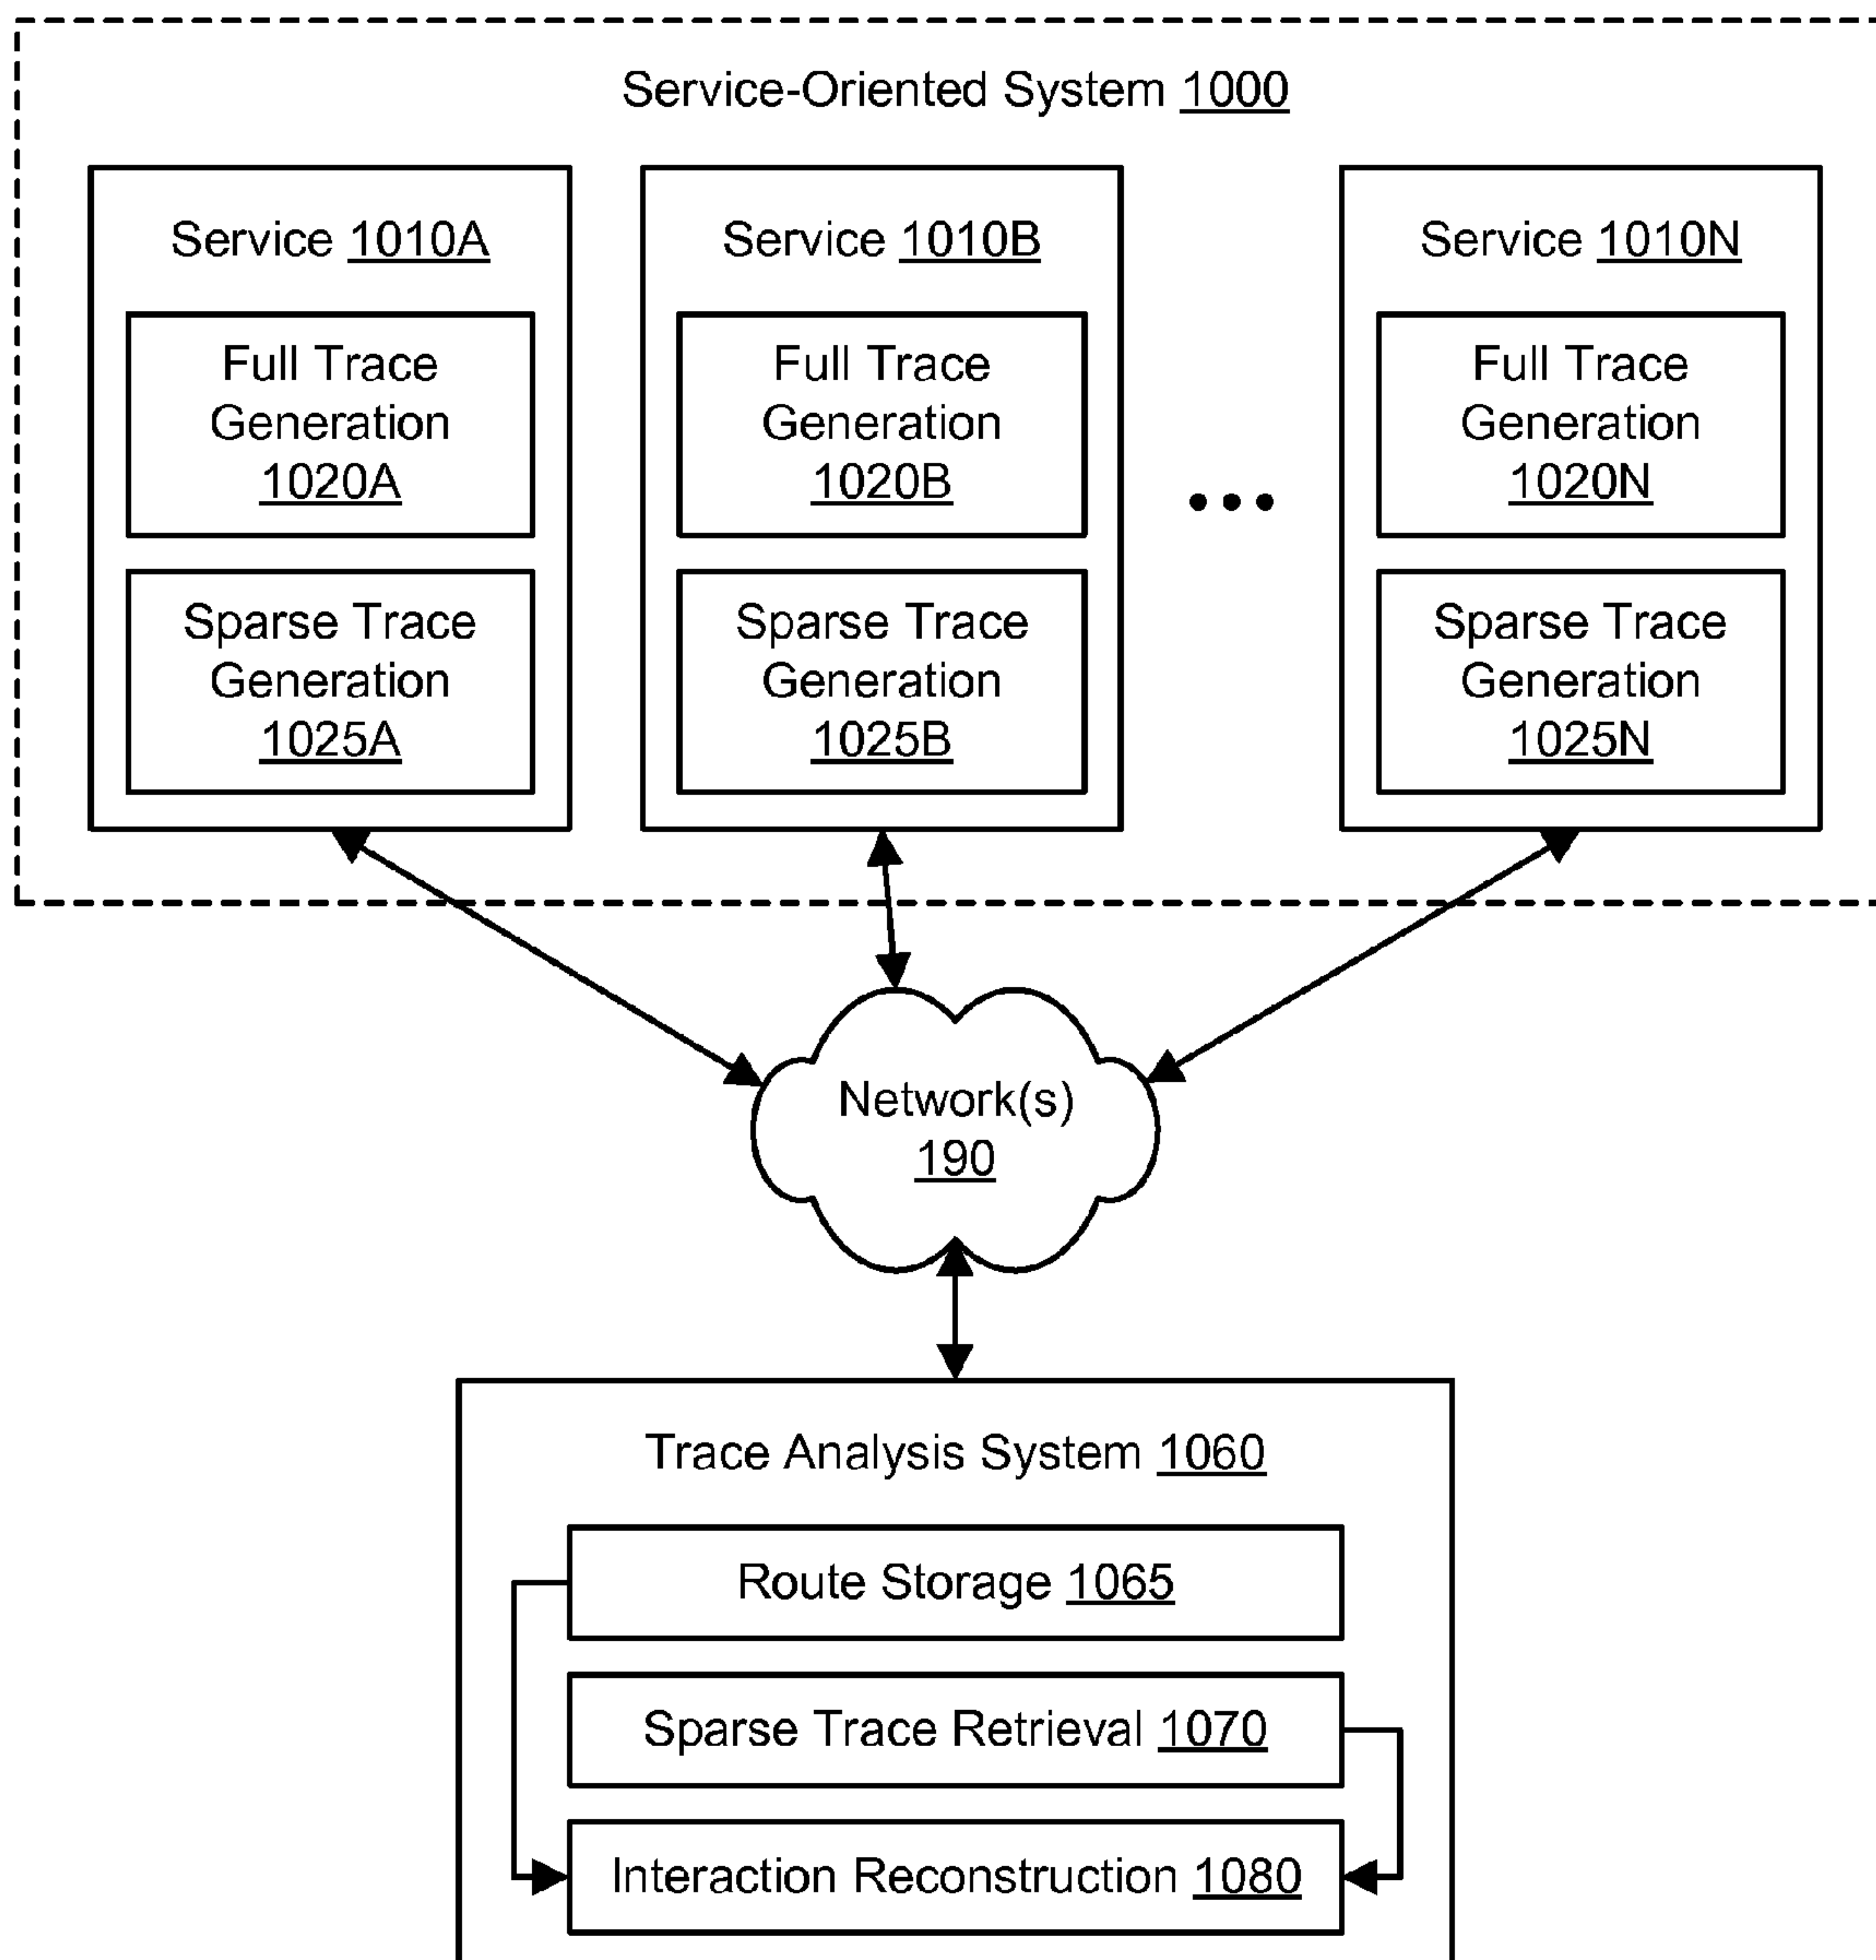 Service-Oriented System 1000
Service 1010A
Full Trace
Generation
1020A
Sparse Trace
Generation
1025A
Service 1010B
Full Trace
Generation
1020B
Sparse Trace
Generation
1025B
...
Service 1010N
Full Trace
Generation
1020N
Sparse Trace
Generation
1025N
Network(s)
190
Trace Analysis System 1060
Route Storage 1065
Sparse Trace Retrieval 1070
Interaction Reconstruction 1080